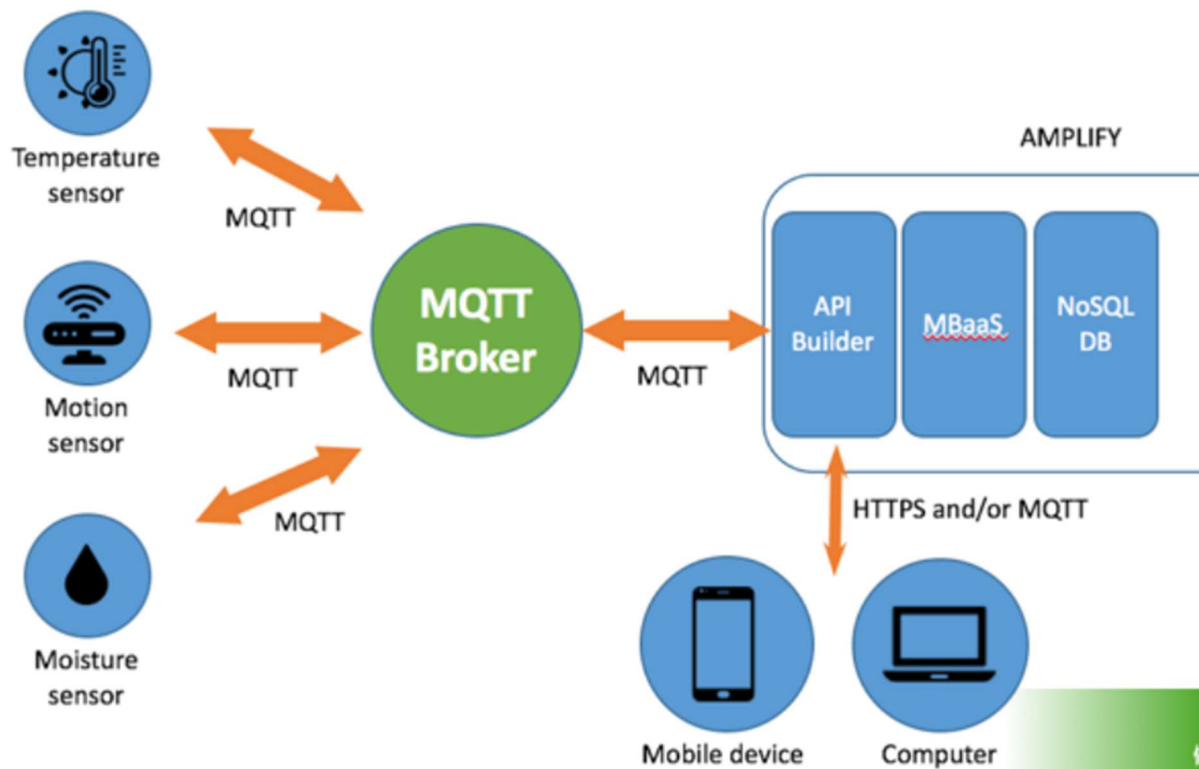 Temperature
sensor
MQTT
AMPLIFY
Motion
sensor
MQTT
MQTT
Broker
MQTT
API
Builder
MBaaS
NoSQL
DB
Moisture
sensor
MQTT
HTTPS and/or MQTT
Mobile device
Computer